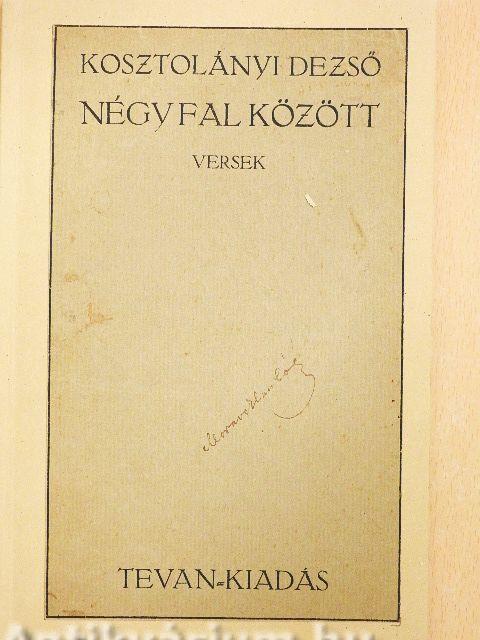 KOSZTOLÁNYI DEZSŐ
NÉGY FAL KÖZÖTT
VERSEK
TEVAN-KIADÁS